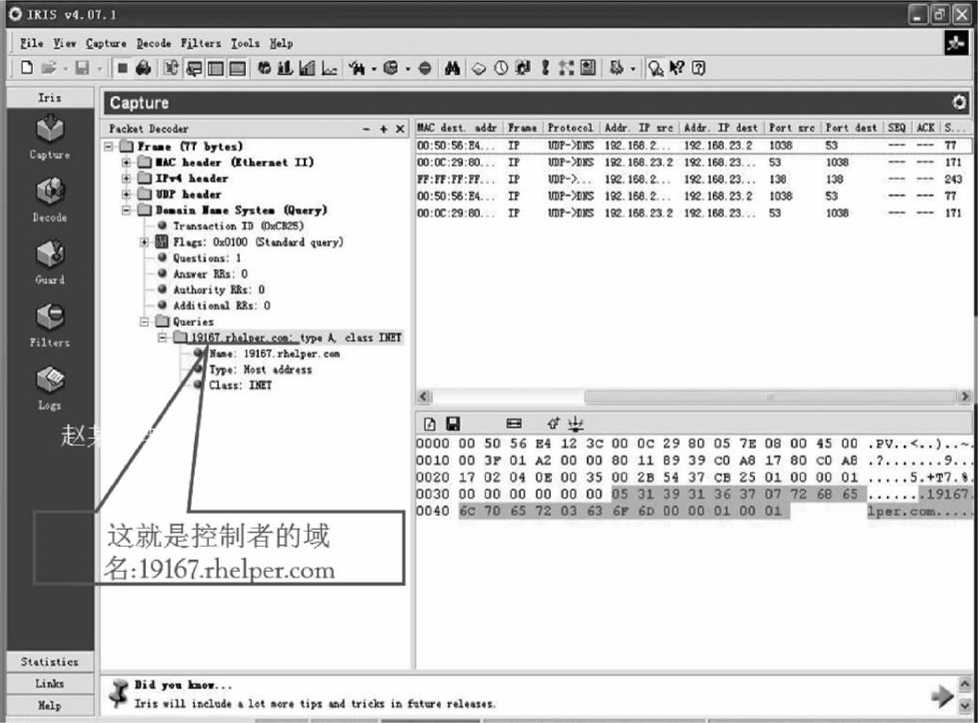 IRIS v4.07.1
File View Capture Decode Filters Tools Help
Iris
Capture
Decode
Guard
Filters
Logs
Statistics
Links
Help
Capture
Packet Decoder
Frame (77 bytes)
MAC header (Ethernet II)
IPv4 header
UDP header
Domain Name System (Query)
Transaction ID (0xCB25)
Flags: 0x0100 (Standard query)
Questions: 1
Answer RRs: 0
Authority RRs: 0
Additional RRs: 0
Queries
19167.rhelper.com: type A, class INET
Name: 19167.rhelper.com
Type: Host address
Class: INET
赵某
这就是控制者的域
名:19167.rhelper.com
MAC dest. addr Frame Protocol Addr. IP src Addr. IP dest Port src Port dest SEQ ACK S...
00:50:56:E4... IP UDP->DNS 192.168.2... 192.168.23.2 1038 53 --- --- 77
00:0C:29:80... IP UDP->DNS 192.168.23.2 192.168.23... 53 1038 --- --- 171
FF:FF:FF:FF... IP UDP->... 192.168.2... 192.168.23... 138 138 --- --- 243
00:50:56:E4... IP UDP->DNS 192.168.2... 192.168.23.2 1038 53 --- --- 77
00:0C:29:80... IP UDP->DNS 192.168.23.2 192.168.23... 53 1038 --- --- 171
0000 00 50 56 E4 12 3C 00 0C 29 80 05 7E 08 00 45 00 .PV..<..)..~.
0010 00 3F 01 A2 00 00 80 11 89 39 C0 A8 17 80 C0 A8 .?.......9...
0020 17 02 04 0E 00 35 00 2B 54 37 CB 25 01 00 00 01 .....5.+T7.%.
0030 00 00 00 00 00 00 05 31 39 31 36 37 07 72 68 65 .......19167.
0040 6C 70 65 72 03 63 6F 6D 00 00 01 00 01 lper.com.....
Did you know...
Iris will include a lot more tips and tricks in future releases.